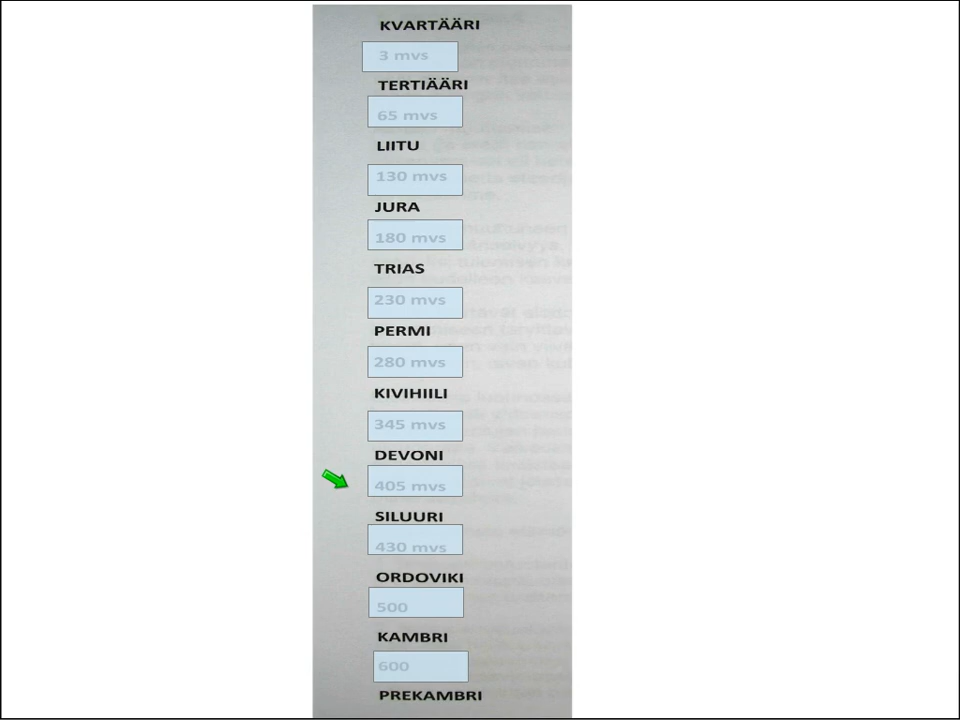 KVARTÄÄRI
3 mvs
TERTIÄÄRI
65 mvs
LIITU
130 mvs
JURA
180 mvs
TRIAS
230 mvs
PERMI
280 mvs
KIVIHIILI
345 mvs
DEVONI
405 mvs
SILUURI
430 mvs
ORDOVIKI
500
KAMBRI
600
PREKAMBRI